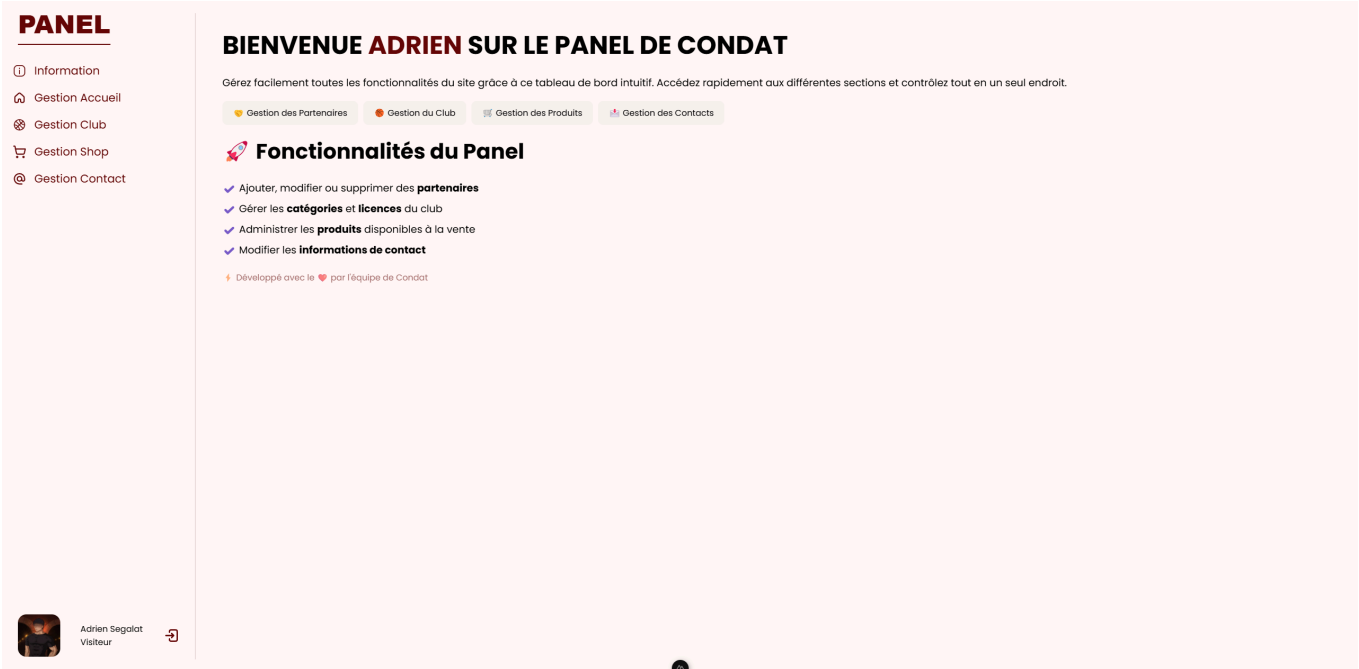 PANEL
Information
Gestion Accueil
Gestion Club
Gestion Shop
Gestion Contact
Adrien Segalat
Visiteur
BIENVENUE ADRIEN SUR LE PANEL DE CONDAT
Gérez facilement toutes les fonctionnalités du site grâce à ce tableau de bord intuitif. Accédez rapidement aux différentes sections et contrôlez tout en un seul endroit.
🤝 Gestion des Partenaires
🏀 Gestion du Club
🛒 Gestion des Produits
📩 Gestion des Contacts
🚀 Fonctionnalités du Panel
✔ Ajouter, modifier ou supprimer des partenaires
✔ Gérer les catégories et licences du club
✔ Administrer les produits disponibles à la vente
✔ Modifier les informations de contact
⚡ Développé avec le ❤️ par l'équipe de Condat